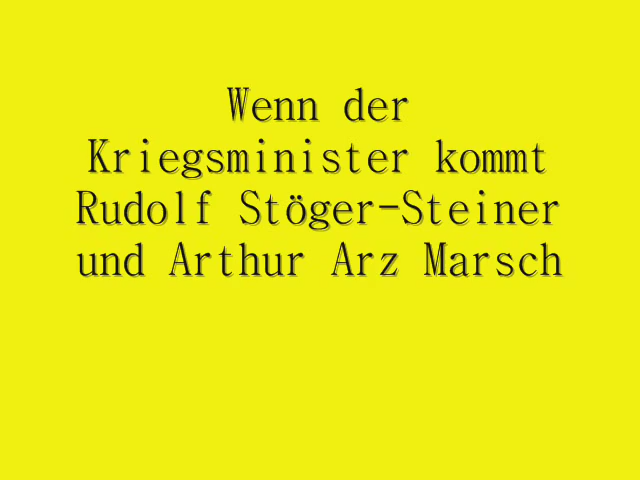 Wenn der
Kriegsminister kommt
Rudolf Stöger-Steiner
und Arthur Arz Marsch